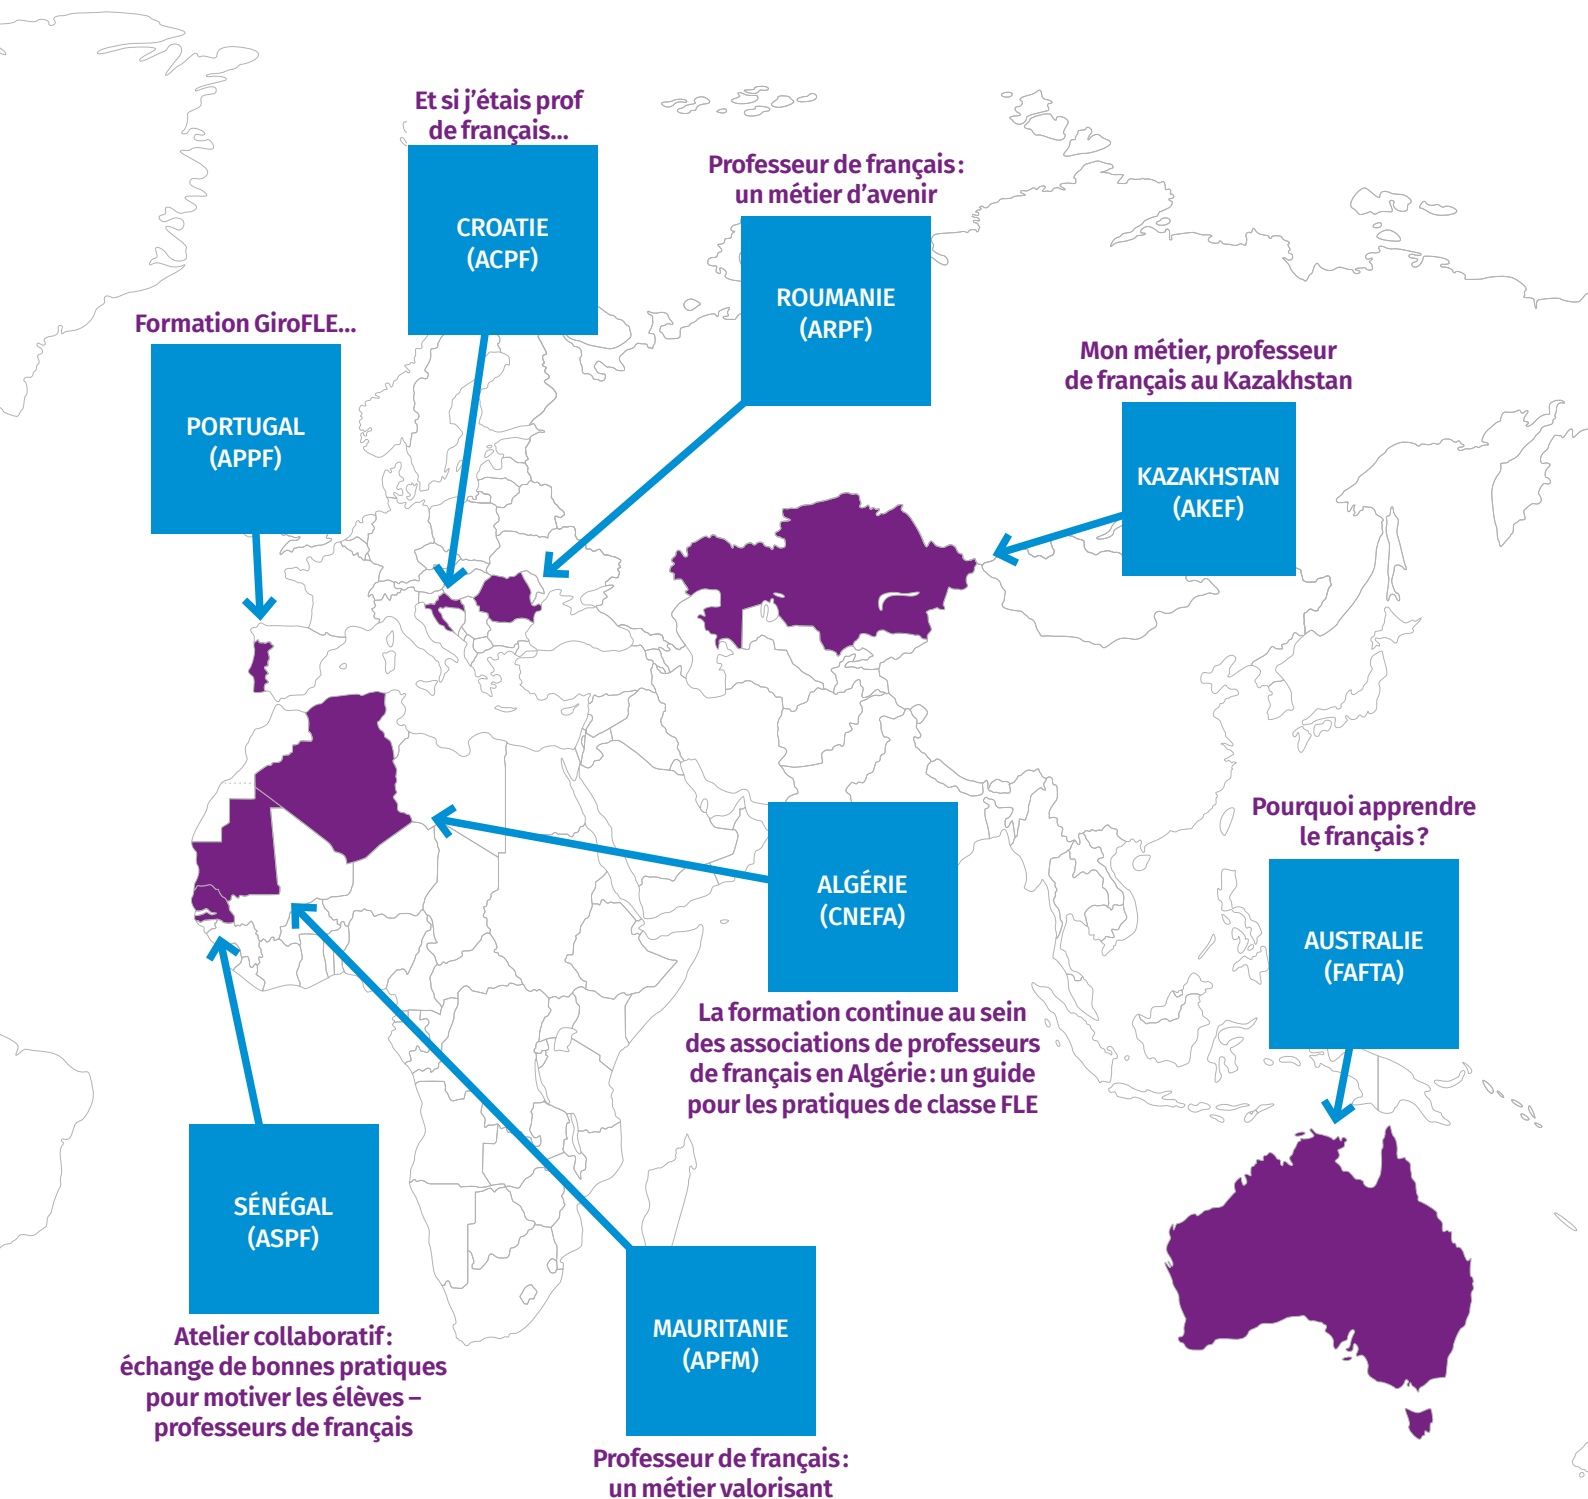 Et si j’étais prof
de français…
CROATIE
(ACPF)
Professeur de français :
un métier d’avenir
ROUMANIE
(ARPF)
Formation GiroFLE…
PORTUGAL
(APPF)
Mon métier, professeur
de français au Kazakhstan
KAZAKHSTAN
(AKEF)
ALGÉRIE
(CNEFA)
La formation continue au sein
des associations de professeurs
de français en Algérie : un guide
pour les pratiques de classe FLE
Pourquoi apprendre
le français ?
AUSTRALIE
(FAFTA)
SÉNÉGAL
(ASPF)
Atelier collaboratif :
échange de bonnes pratiques
pour motiver les élèves –
professeurs de français
MAURITANIE
(APFM)
Professeur de français :
un métier valorisant